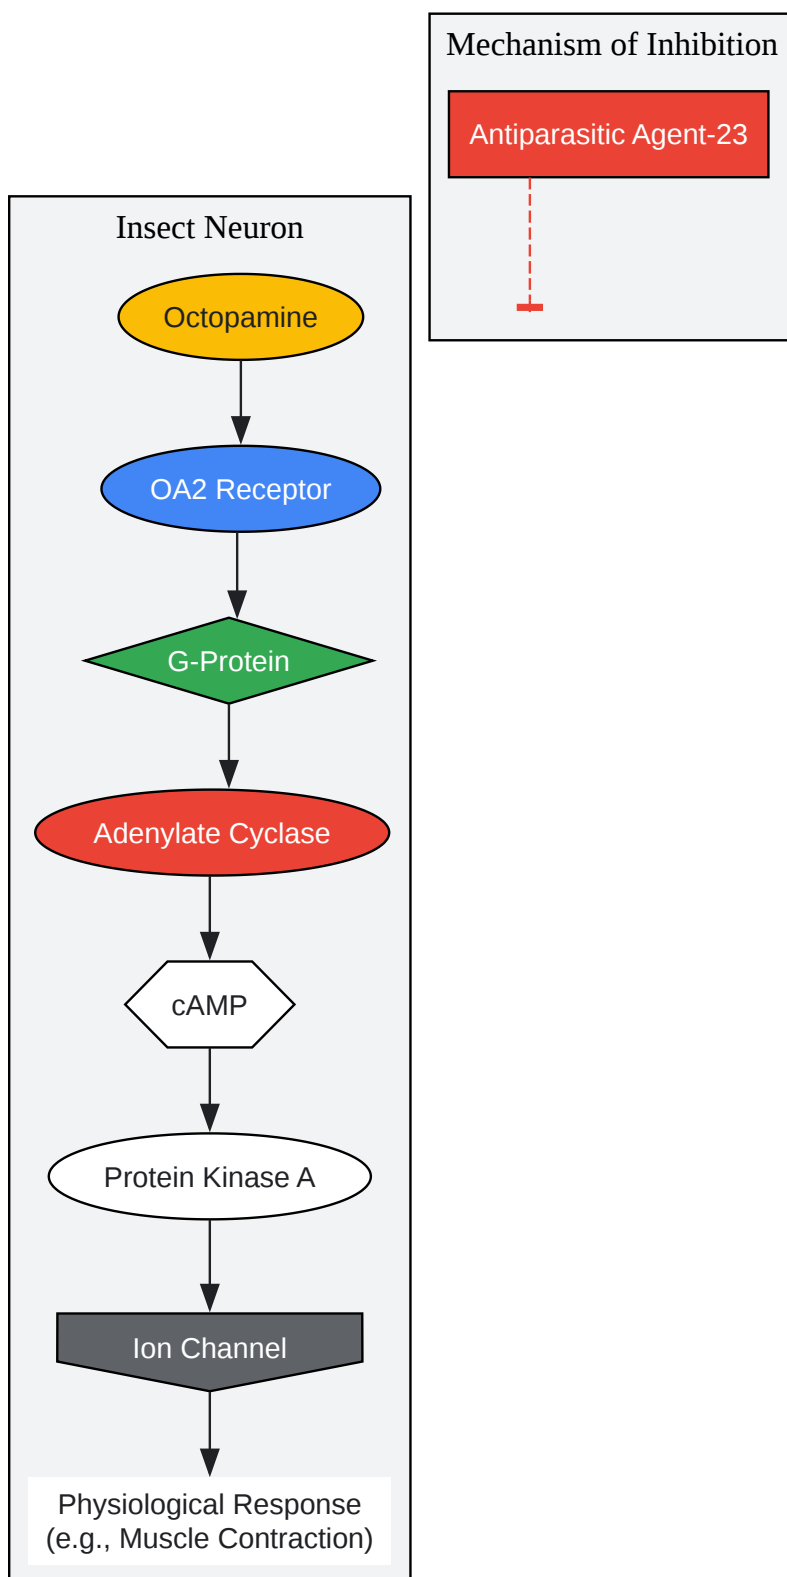 Mechanism of Inhibition
Antiparasitic Agent-23
Insect Neuron
Octopamine
OA2 Receptor
G-Protein
Adenylate Cyclase
cAMP
Protein Kinase A
Ion Channel
Physiological Response
(e.g., Muscle Contraction)